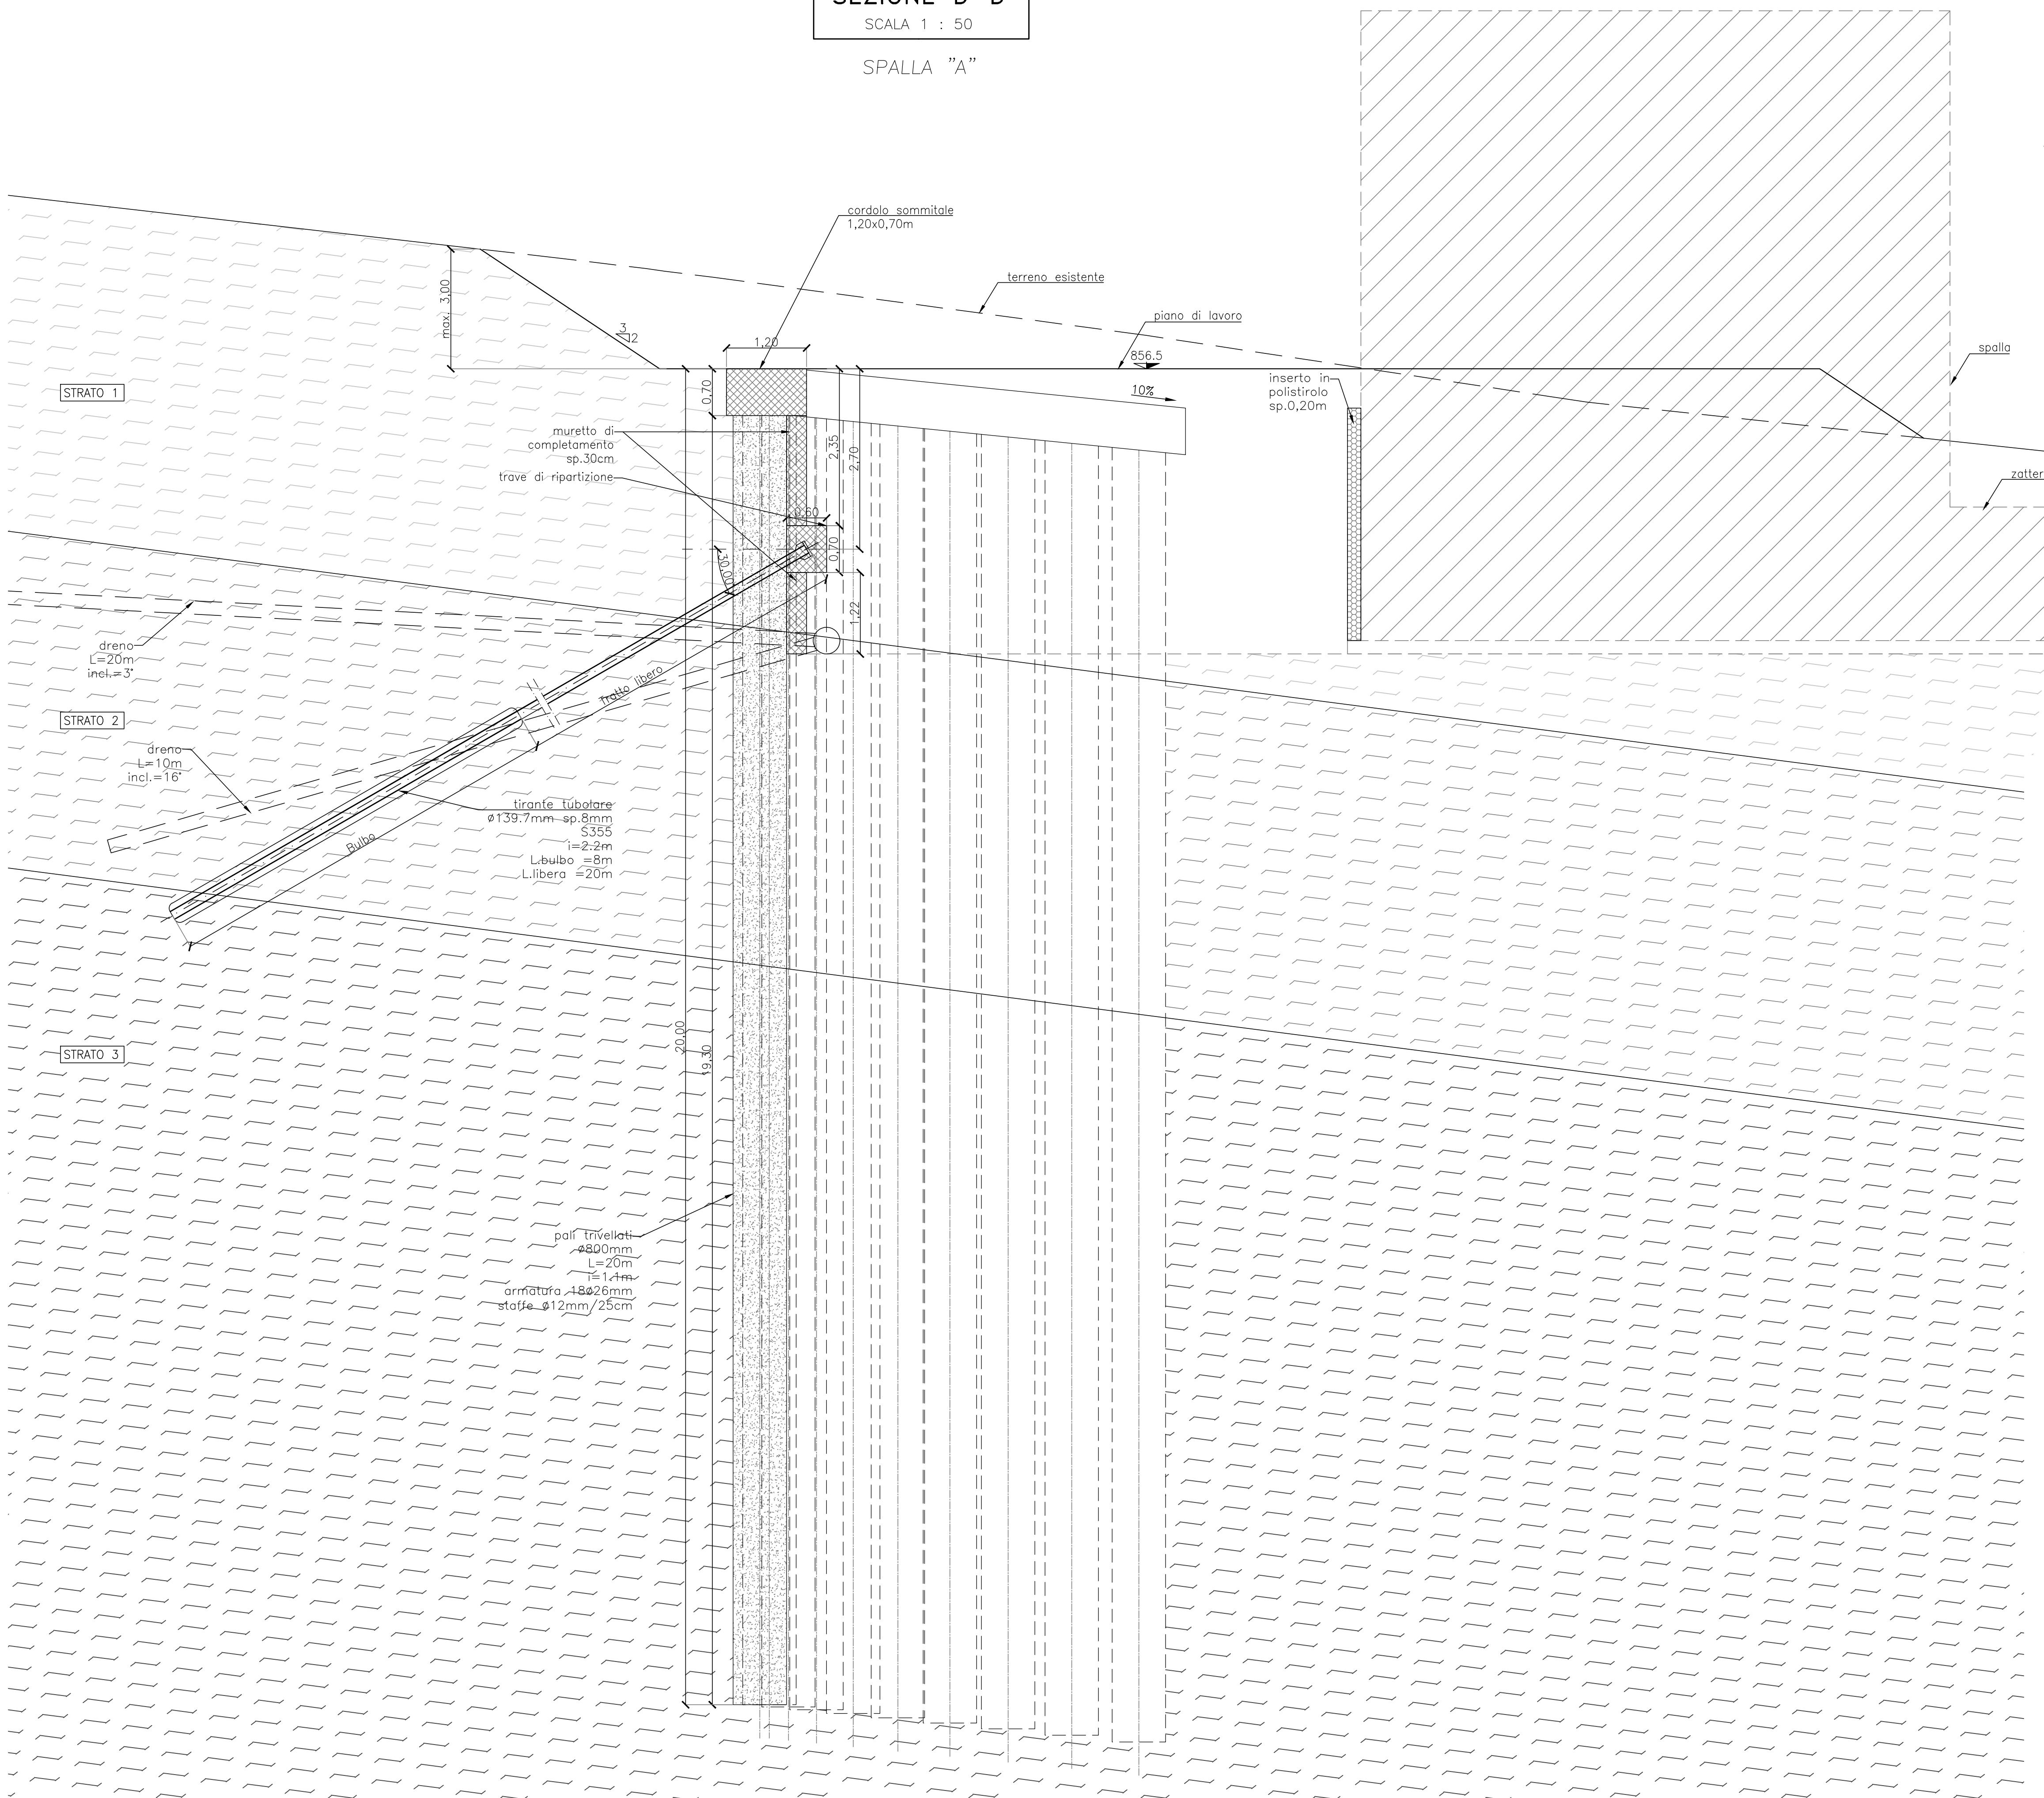 SEZIONE D-D
SCALA 1 : 50
SPALLA "A"
cordolo sommitale
1,20x0,70m
terreno esistente
piano di lavoro
856.5
max. 3,00
3
2
1,20
0,70
10%
inserto in
polistirolo
sp.0,20m
spalla
STRATO 1
muretto di
completamento
sp.30cm
trave di ripartizione
2,35
2,70
0,60
0,70
30,00°
1,22
dreno
L=20m
incl.=3°
Tratto libero
STRATO 2
dreno
L=10m
incl.=16°
tirante tubolare
ø139.7mm sp.8mm
S355
i=2.2m
L.bulbo =8m
L.libera =20m
Bulbo
STRATO 3
20,00
19,30
pali trivellati
ø800mm
L=20m
i=1.1m
armatura 18ø26mm
staffe ø12mm/25cm